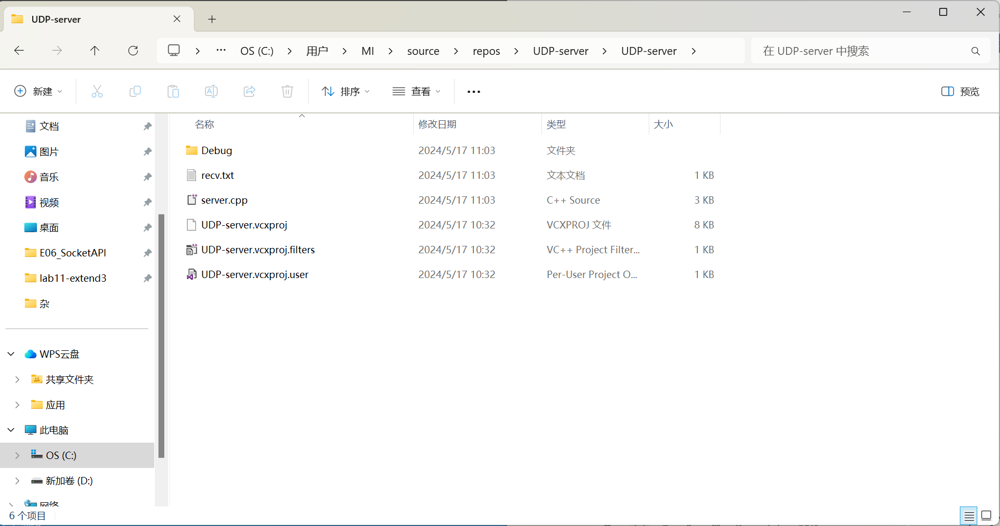 UDP-server
OS (C:) 用户 MI source repos UDP-server UDP-server
在 UDP-server 中搜索
新建 排序 查看 预览
名称 修改日期 类型 大小
Debug 2024/5/17 11:03 文件夹
recv.txt 2024/5/17 11:03 文本文档 1 KB
server.cpp 2024/5/17 11:03 C++ Source 3 KB
UDP-server.vcxproj 2024/5/17 10:32 VCXPROJ 文件 8 KB
UDP-server.vcxproj.filters 2024/5/17 10:32 VC++ Project Filter... 1 KB
UDP-server.vcxproj.user 2024/5/17 10:32 Per-User Project O... 1 KB
文档
图片
音乐
视频
桌面
E06_SocketAPI
lab11-extend3
杂
WPS云盘
共享文件夹
应用
此电脑
OS (C:)
新加卷 (D:)
网络
6 个项目